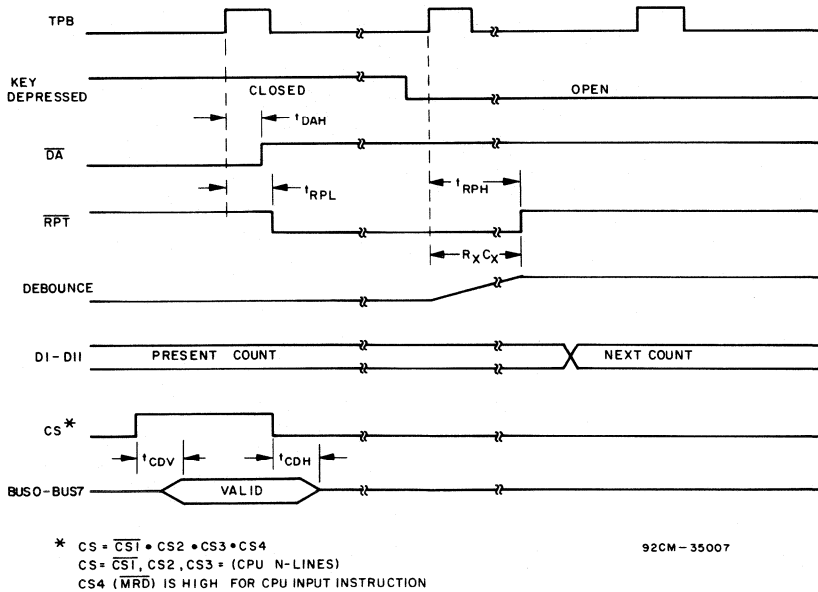 TPB
KEY
DEPRESSED
CLOSED
OPEN
tDAH
DA
tRPL
tRPH
RPT
RXCX
DEBOUNCE
D1-D11
PRESENT COUNT
NEXT COUNT
CS*
tCDV
tCDH
BUS0-BUS7
VALID
* CS = CS1 • CS2 • CS3 • CS4
CS = CS1, CS2, CS3 = (CPU N-LINES)
CS4 (MRD) IS HIGH FOR CPU INPUT INSTRUCTION
92CM-35007